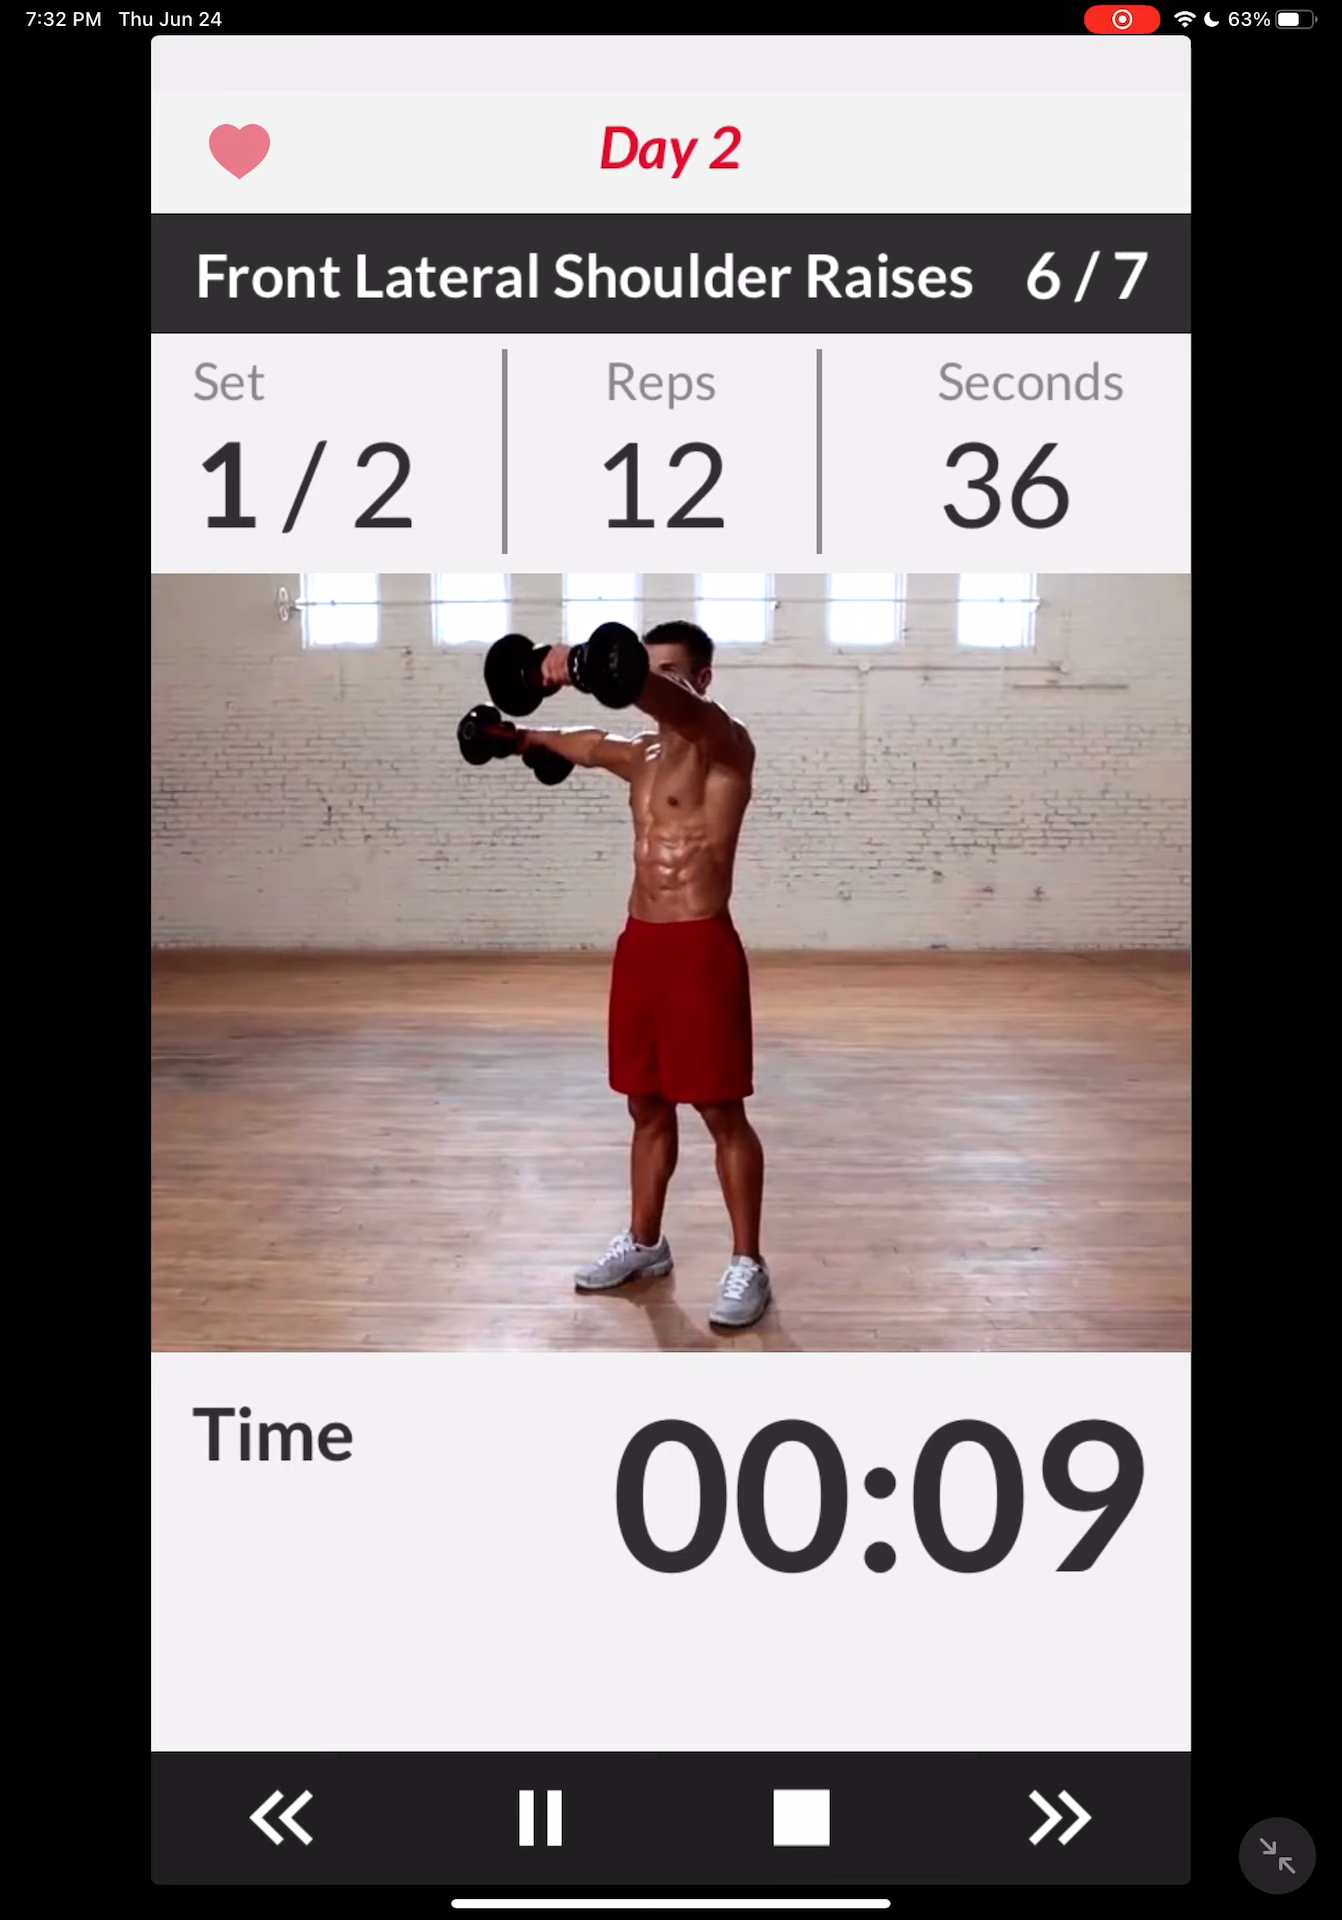 7:32 PM Thu Jun 24
63%
Day 2
Front Lateral Shoulder Raises 6 / 7
Set Reps Seconds
1 / 2 12 36
Time 00:09